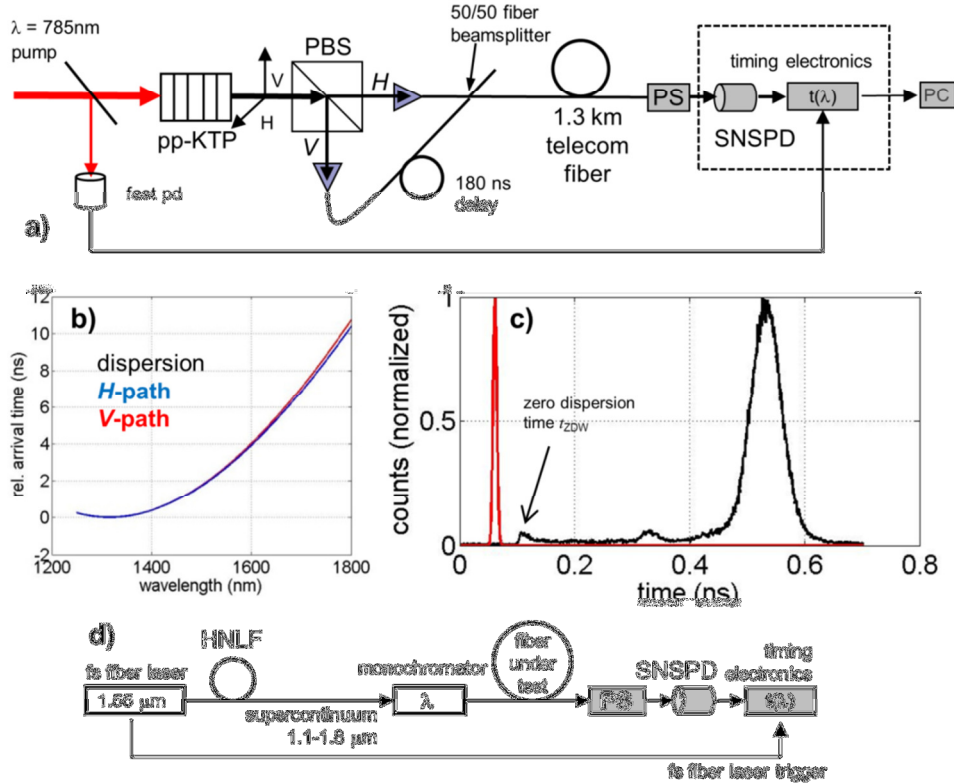 λ = 785nm
pump
pp-KTP
V
H
PBS
H
V
50/50 fiber
beamsplitter
180 ns
delay
1.3 km
telecom
fiber
PS
SNSPD
timing electronics
t(λ)
PC
fast pd
a)
b)
dispersion
H-path
V-path
rel. arrival time (ns)
12
10
8
6
4
2
0
-2
1200
1400
1600
1800
wavelength (nm)
c)
zero dispersion
time tZDW
counts (normalized)
1
0.5
0
0
0.2
0.4
0.6
0.8
time (ns)
d)
fs fiber laser
1.55 μm
HNLF
supercontinuum
1.1-1.8 μm
monochromator
λ
fiber
under
test
PS
SNSPD
timing
electronics
t(λ)
fs fiber laser trigger